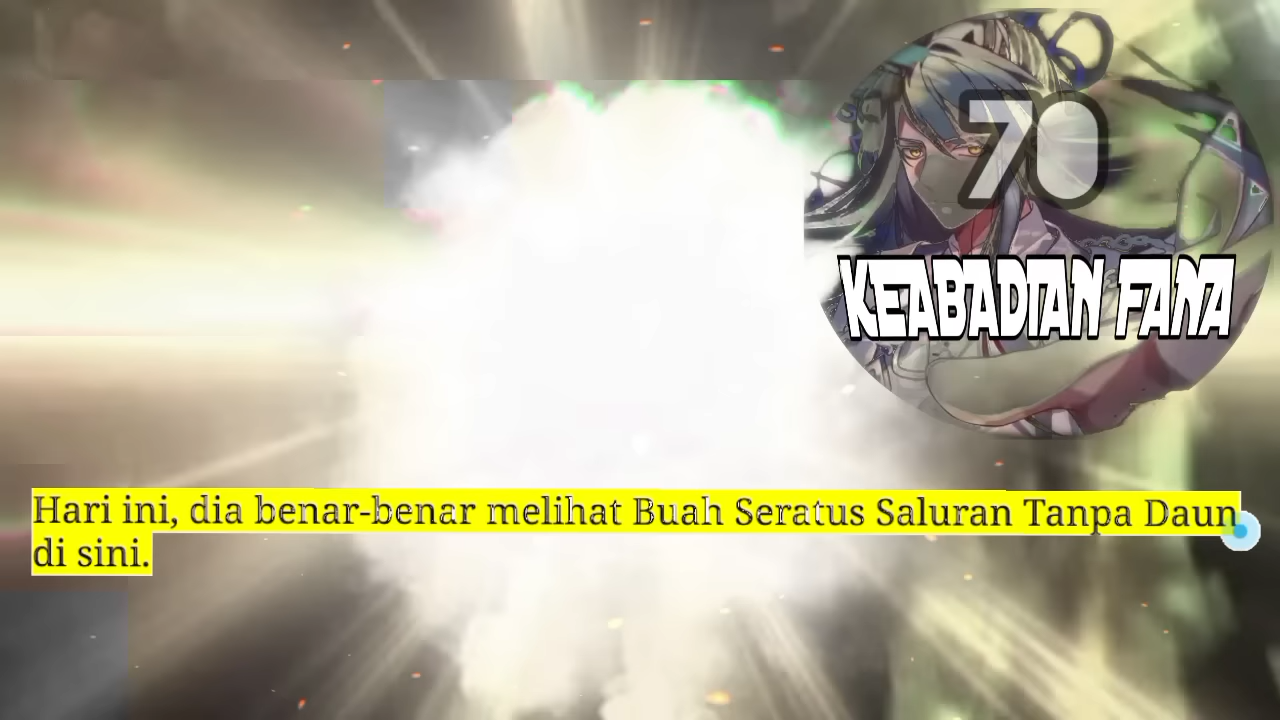 70
KEABADIAN FANA
Hari ini, dia benar-benar melihat Buah Seratus Saluran Tanpa Daun
di sini.